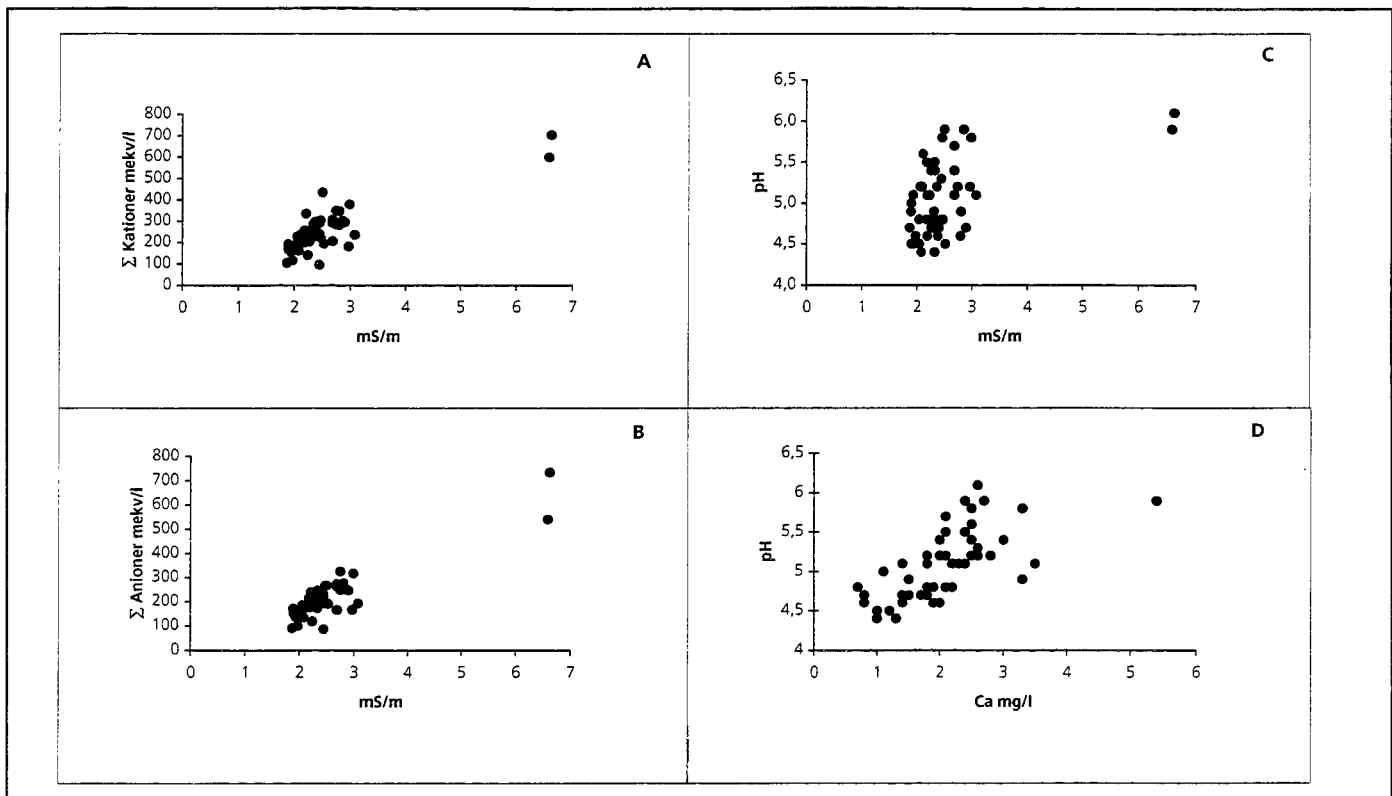 A
Σ Kationer mekv/l
800
700
600
500
400
300
200
100
0
0 1 2 3 4 5 6 7
mS/m
C
pH
6,5
6,0
5,5
5,0
4,5
4,0
0 1 2 3 4 5 6 7
mS/m
B
Σ Anioner mekv/l
800
700
600
500
400
300
200
100
0
0 1 2 3 4 5 6 7
mS/m
D
pH
6,5
6
5,5
5
4,5
4
0 1 2 3 4 5 6
Ca mg/l